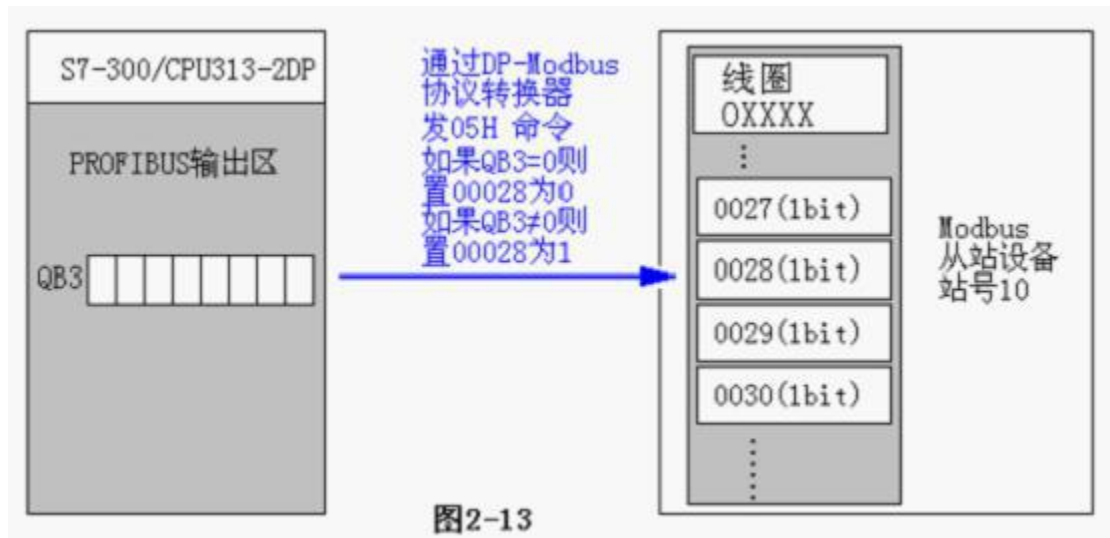 S7-300/CPU313-2DP
PROFIBUS输出区
QB3
通过DP-Modbus
协议转换器
发05H 命令
如果QB3=0则
置00028为0
如果QB3≠0则
置00028为1
线圈
0XXXX
0027(1bit)
0028(1bit)
0029(1bit)
0030(1bit)
Modbus
从站设备
站号10
图2-13